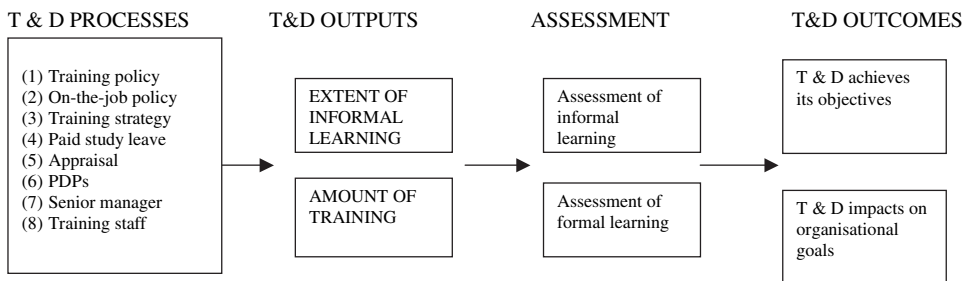 T & D PROCESSES
T&D OUTPUTS
ASSESSMENT
T&D OUTCOMES
(1) Training policy
(2) On-the-job policy
(3) Training strategy
(4) Paid study leave
(5) Appraisal
(6) PDPs
(7) Senior manager
(8) Training staff
EXTENT OF
INFORMAL
LEARNING
AMOUNT OF
TRAINING
Assessment of
informal
learning
Assessment of
formal learning
T & D achieves
its objectives
T & D impacts on
organisational
goals